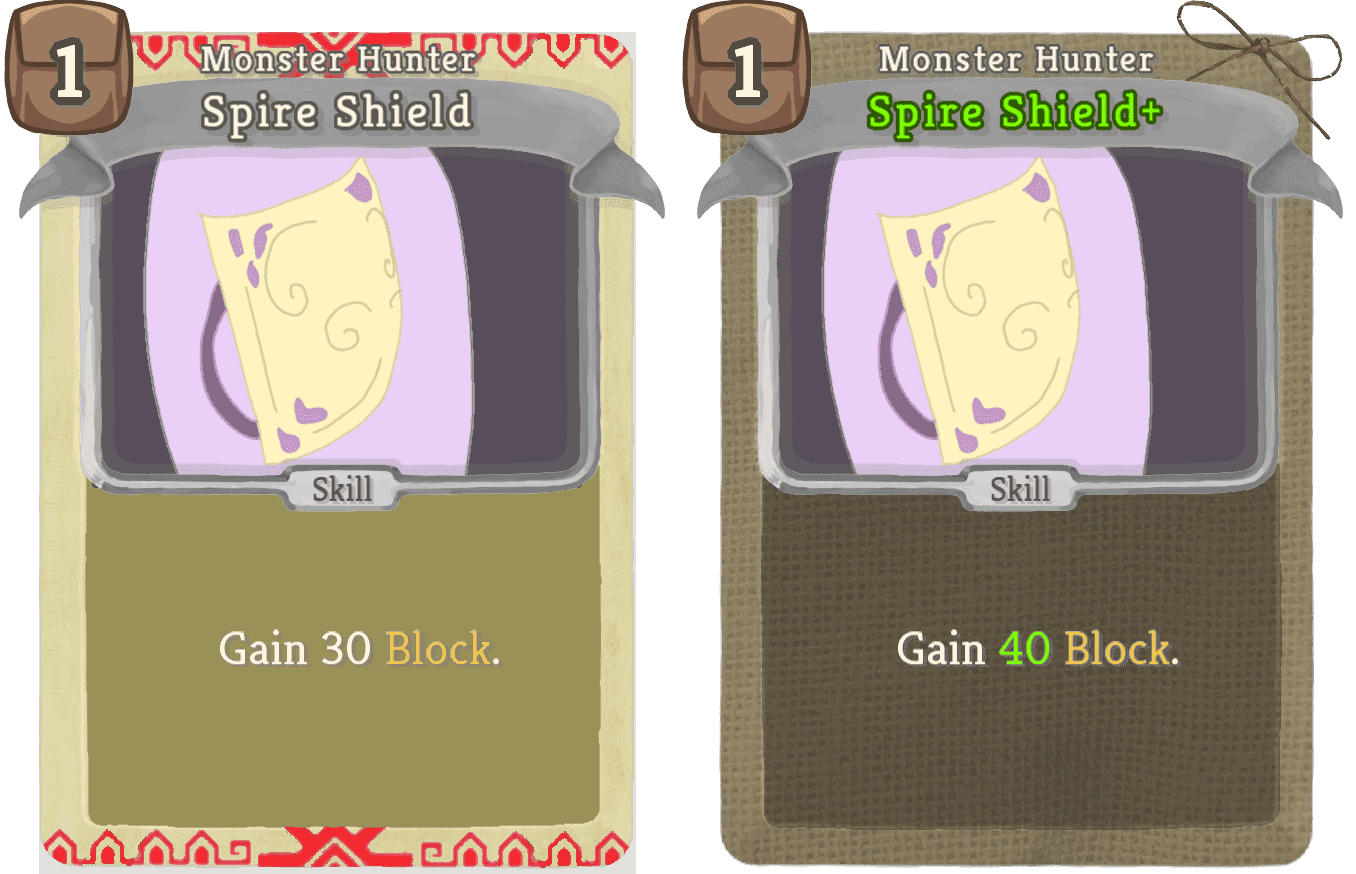 1
Monster Hunter
Spire Shield
Skill
Gain 30 Block.
1
Monster Hunter
Spire Shield+
Skill
Gain 40 Block.